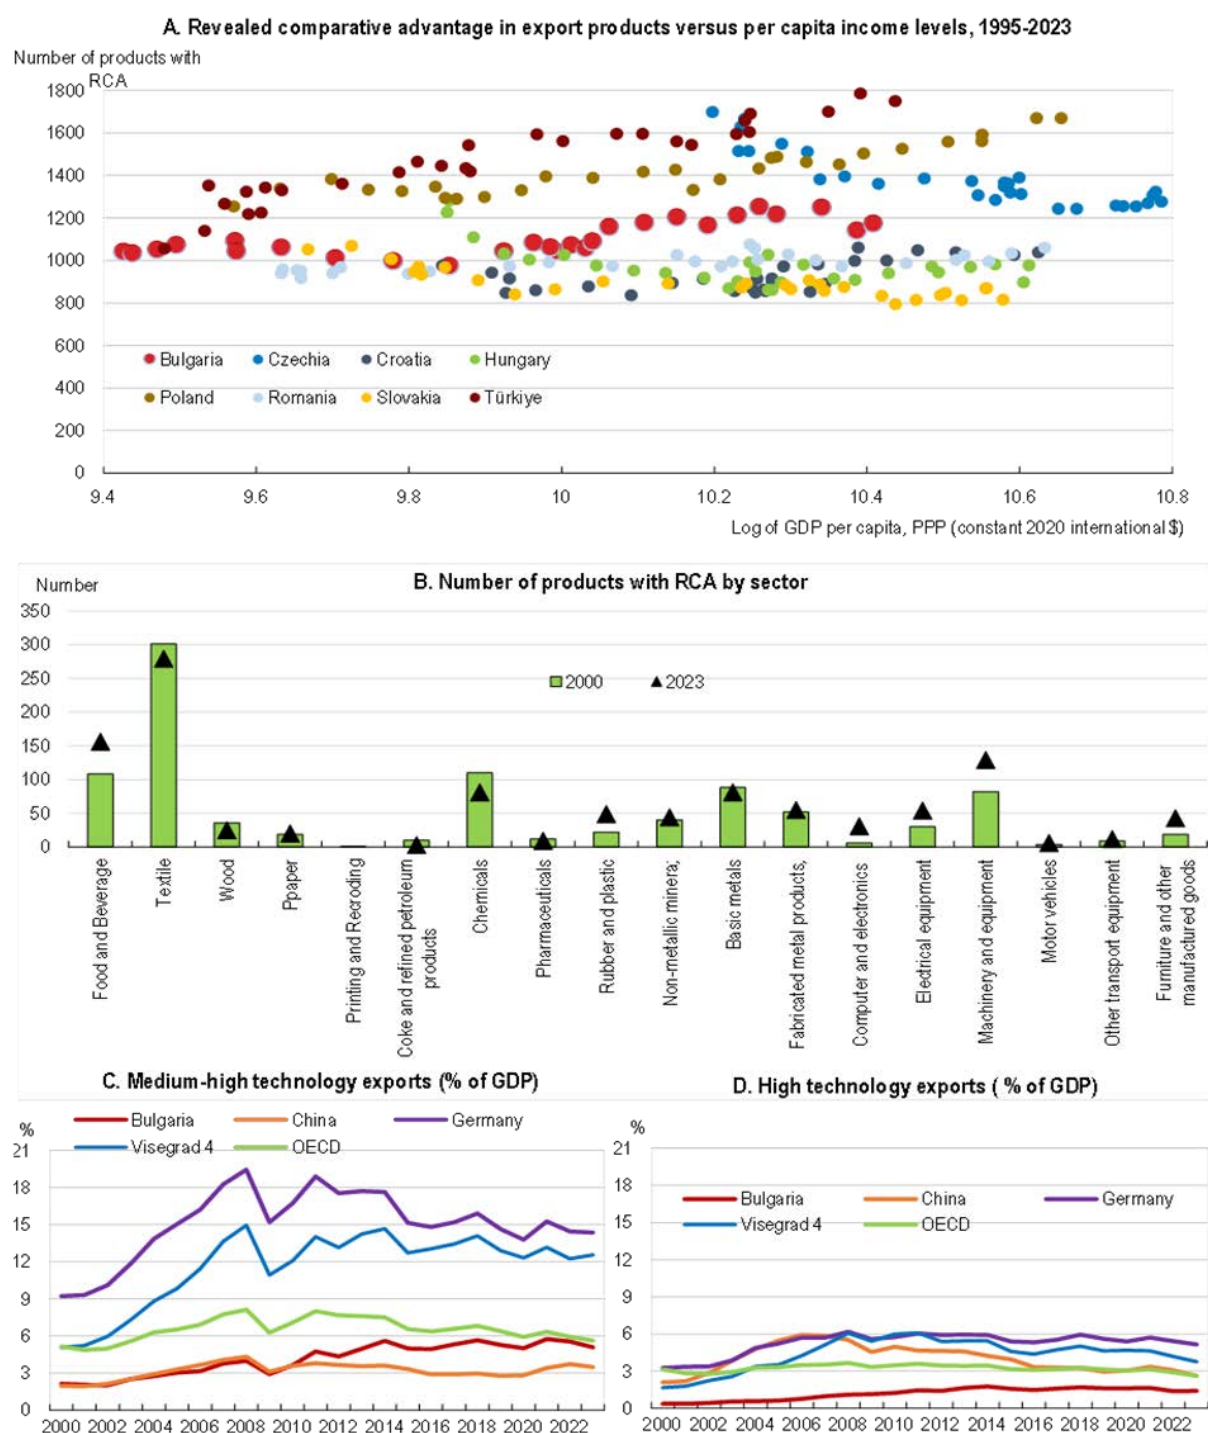 A. Revealed comparative advantage in export products versus per capita income levels, 1995-2023
Number of products with
RCA
1800
1600
1400
1200
1000
800
600
400
200
0
Bulgaria Czechia Croatia Hungary
Poland Romania Slovakia Türkiye
9.4 9.6 9.8 10 10.2 10.4 10.6 10.8
Log of GDP per capita, PPP (constant 2020 international $)
B. Number of products with RCA by sector
Number
350
300
250
200
150
100
50
0
2000 2023
Food and Beverage
Textile
Wood
Ppaper
Printing and Recroding
Coke and refined petroleum
products
Chemicals
Pharmaceuticals
Rubber and plastic
Non-metallic minera;
Basic metals
Fabricated metal products,
Computer and electronics
Electrical equipment
Machinery and equipment
Motor vehicles
Other transport equipment
Furniture and other
manufactured goods
C. Medium-high technology exports (% of GDP)
Bulgaria China Germany
Visegrad 4 OECD
%
21
18
15
12
9
6
3
0
2000 2002 2004 2006 2008 2010 2012 2014 2016 2018 2020 2022
D. High technology exports ( % of GDP)
%
21
18
15
12
9
6
3
0
Bulgaria China Germany
Visegrad 4 OECD
2000 2002 2004 2006 2008 2010 2012 2014 2016 2018 2020 2022